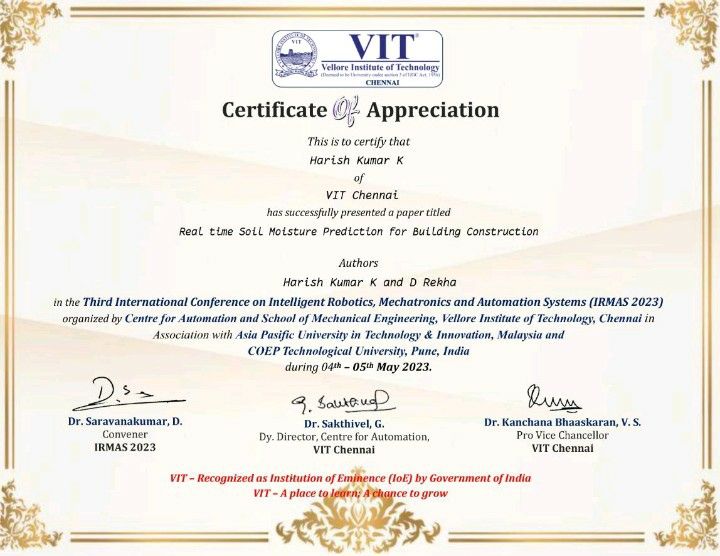 VIT®
Vellore Institute of Technology
(Deemed to be University under section 3 of UGC Act, 1956)
CHENNAI
Certificate Of Appreciation
This is to certify that
Harish Kumar K
of
VIT Chennai
has successfully presented a paper titled
Real time Soil Moisture Prediction for Building Construction
Authors
Harish Kumar K and D Rekha
in the Third International Conference on Intelligent Robotics, Mechatronics and Automation Systems (IRMAS 2023)
organized by Centre for Automation and School of Mechanical Engineering, Vellore Institute of Technology, Chennai in
Association with Asia Pasific University in Technology & Innovation, Malaysia and
COEP Technological University, Pune, India
during 04th – 05th May 2023.
D.S
G. Sakthivel
Dr. Saravanakumar, D.
Convener
IRMAS 2023
Dr. Sakthivel, G.
Dy. Director, Centre for Automation,
VIT Chennai
Dr. Kanchana Bhaaskaran, V. S.
Pro Vice Chancellor
VIT Chennai
VIT – Recognized as Institution of Eminence (IoE) by Government of India
VIT – A place to learn; A chance to grow